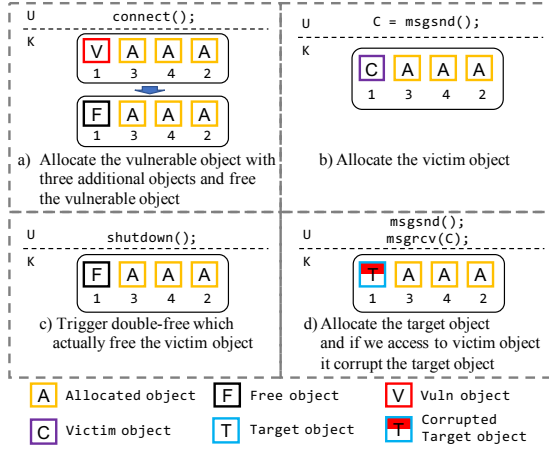 U
connect();
K
V A A A
1 3 4 2
F A A A
1 3 4 2
a) Allocate the vulnerable object with
three additional objects and free
the vulnerable object
U
C = msgsnd();
K
C A A A
1 3 4 2
b) Allocate the victim object
U
shutdown();
K
F A A A
1 3 4 2
c) Trigger double-free which
actually free the victim object
msgsnd();
U
msgrcv(C);
K
T A A A
1 3 4 2
d) Allocate the target object
and if we access to victim object
it corrupt the target object
A Allocated object
F Free object
V Vuln object
C Victim object
T Target object
T Corrupted
Target object